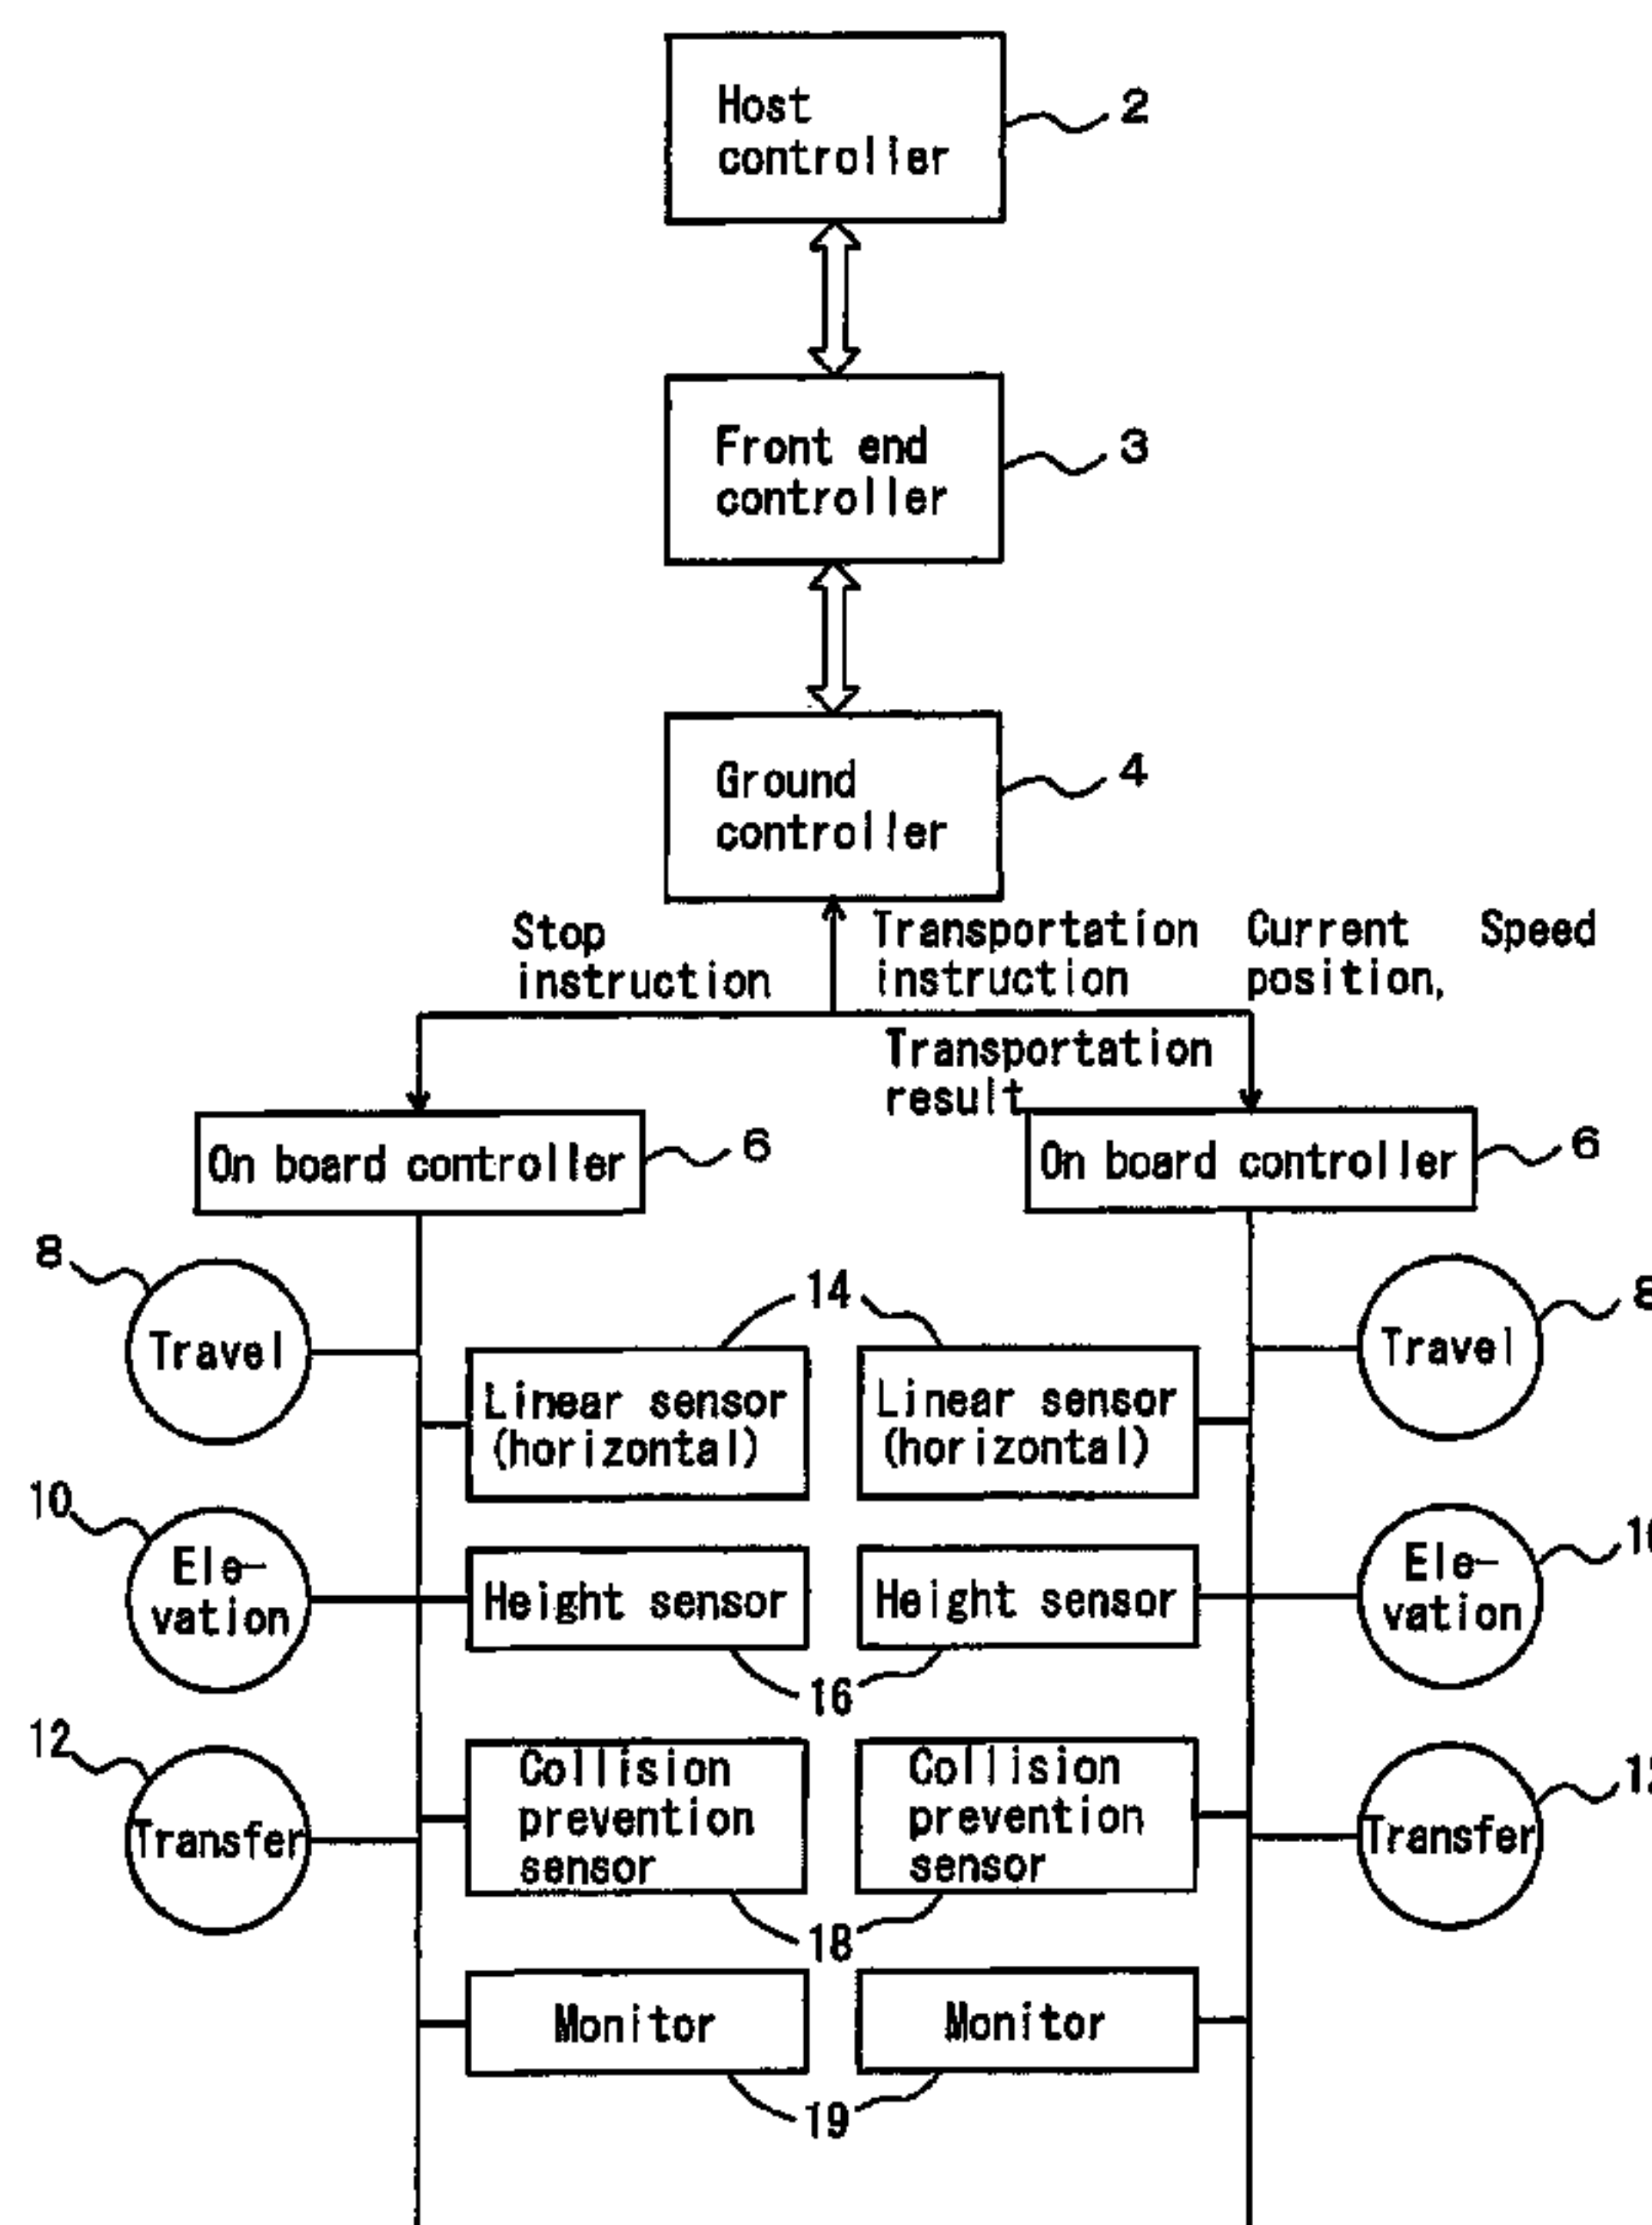 Host
controller
2
Front end
controller
3
Ground
controller
4
Stop
instruction
Transportation
instruction
Current
position,
Speed
Transportation
result
On board controller
6
On board controller
6
8
Travel
14
Linear sensor
(horizontal)
Linear sensor
(horizontal)
Travel
8
10
Ele-
vation
Height sensor
Height sensor
16
Ele-
vation
12
Transfer
Collision
prevention
sensor
Collision
prevention
sensor
18
Transfer
Monitor
Monitor
19